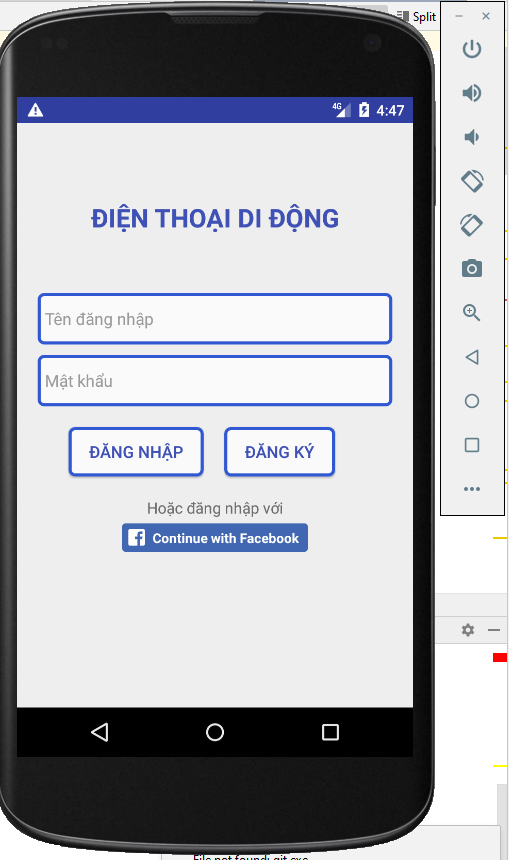 Split
4G 4:47
ĐIỆN THOẠI DI ĐỘNG
Tên đăng nhập
Mật khẩu
ĐĂNG NHẬP ĐĂNG KÝ
Hoặc đăng nhập với
Continue with Facebook
File not found: git.exe